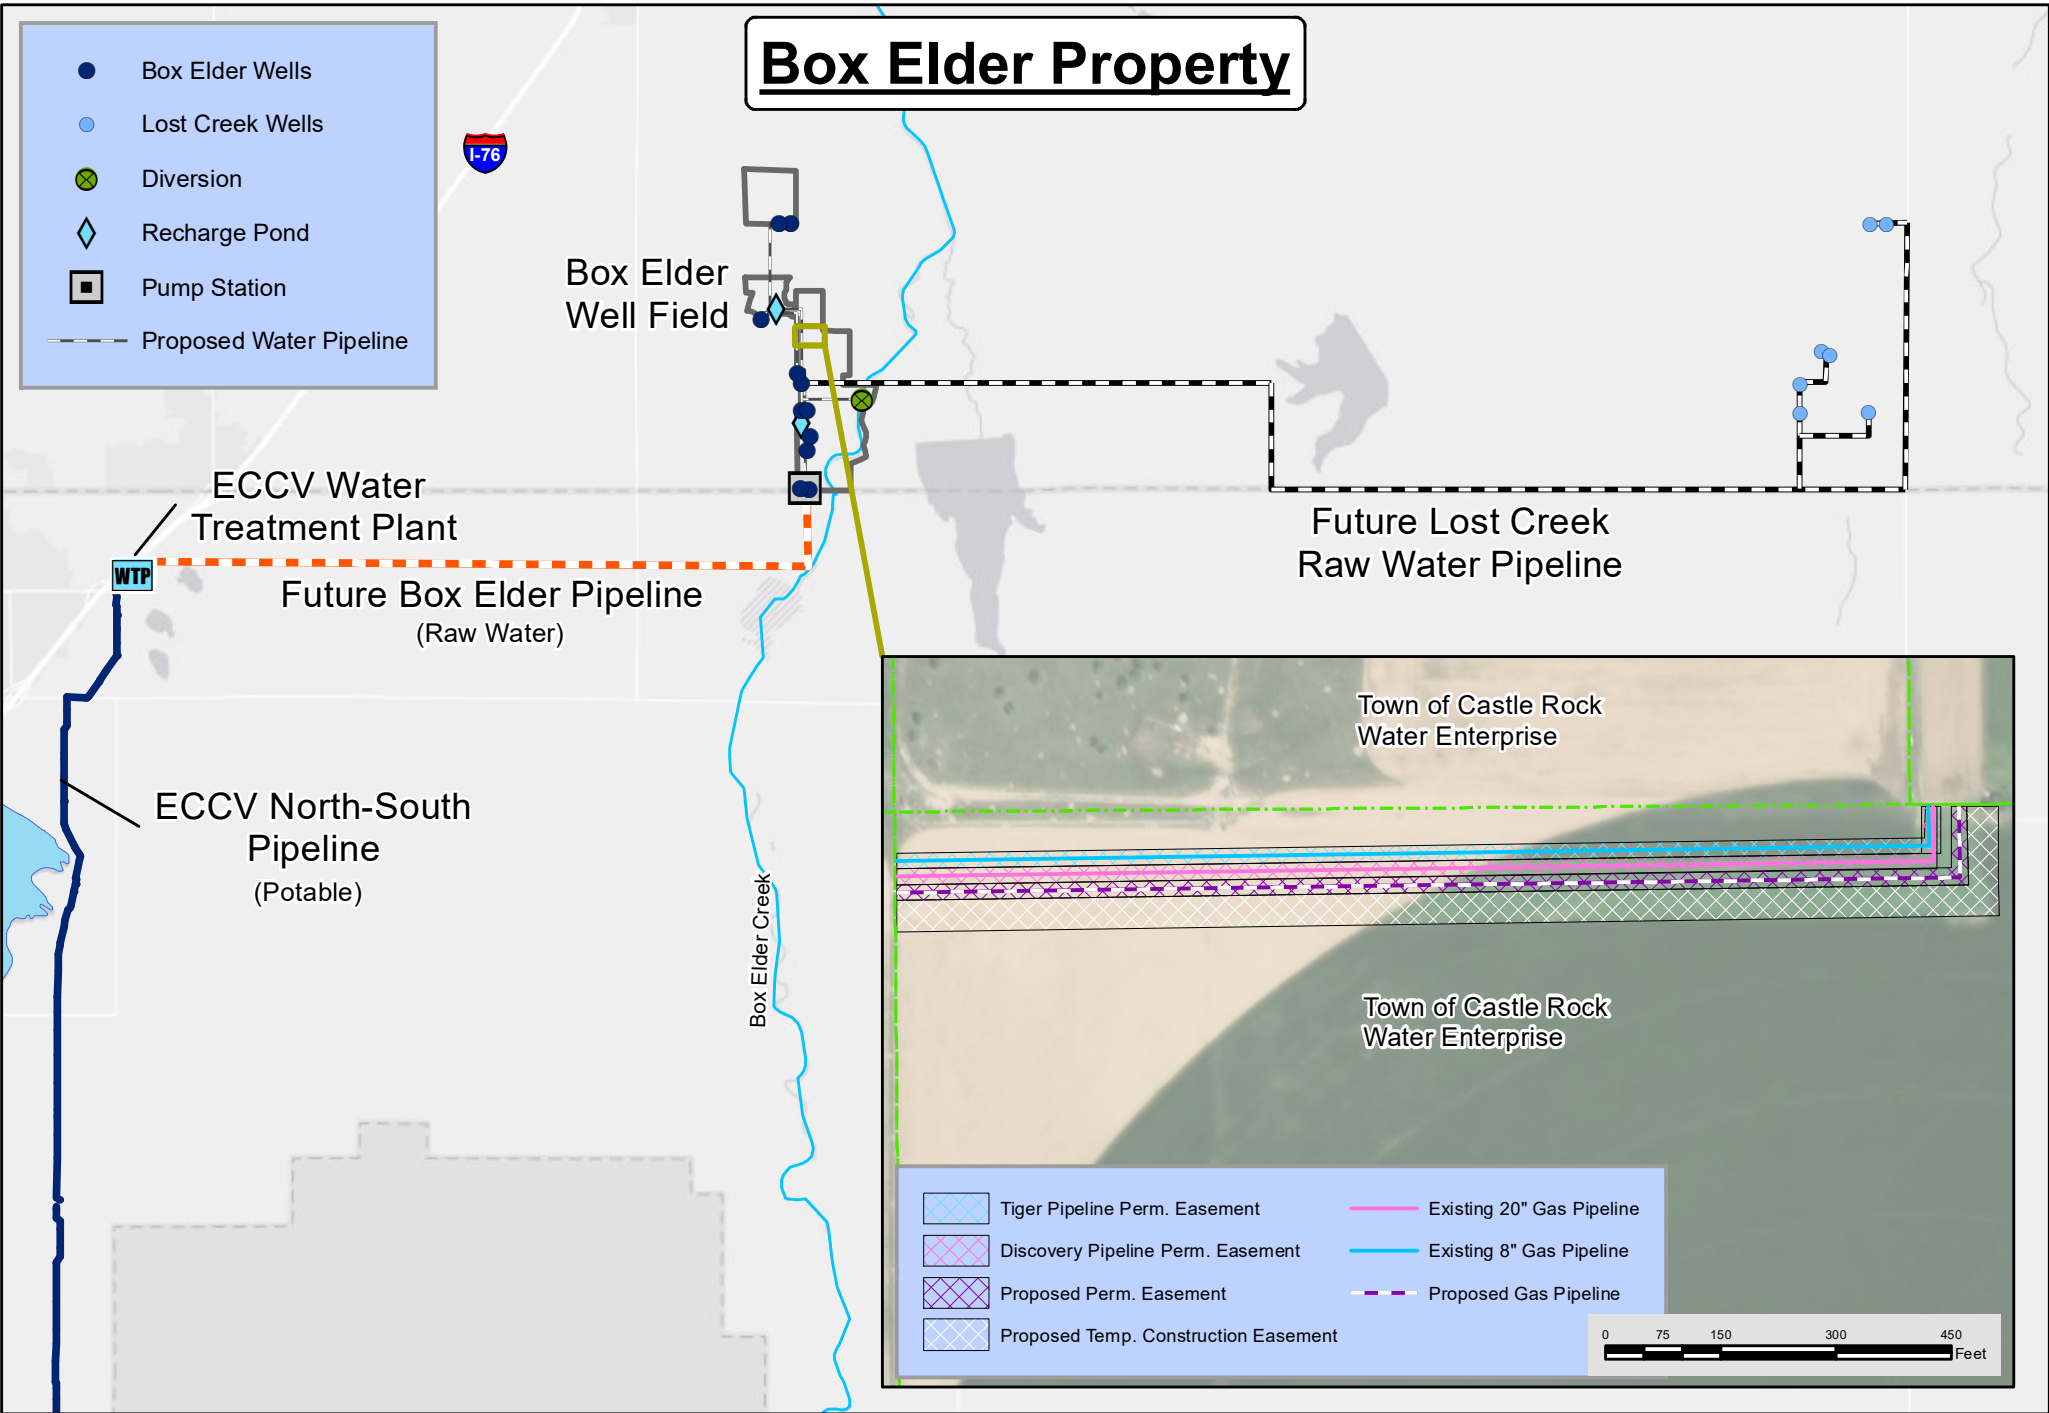 Box Elder Property
Box Elder Wells
Lost Creek Wells
Diversion
Recharge Pond
Pump Station
Proposed Water Pipeline
I-76
Box Elder
Well Field
ECCV Water
Treatment Plant
WTP
Future Box Elder Pipeline
(Raw Water)
Future Lost Creek
Raw Water Pipeline
ECCV North-South
Pipeline
(Potable)
Box Elder Creek
Town of Castle Rock
Water Enterprise
Town of Castle Rock
Water Enterprise
Tiger Pipeline Perm. Easement
Discovery Pipeline Perm. Easement
Proposed Perm. Easement
Proposed Temp. Construction Easement
Existing 20" Gas Pipeline
Existing 8" Gas Pipeline
Proposed Gas Pipeline
0 75 150 300 450
Feet